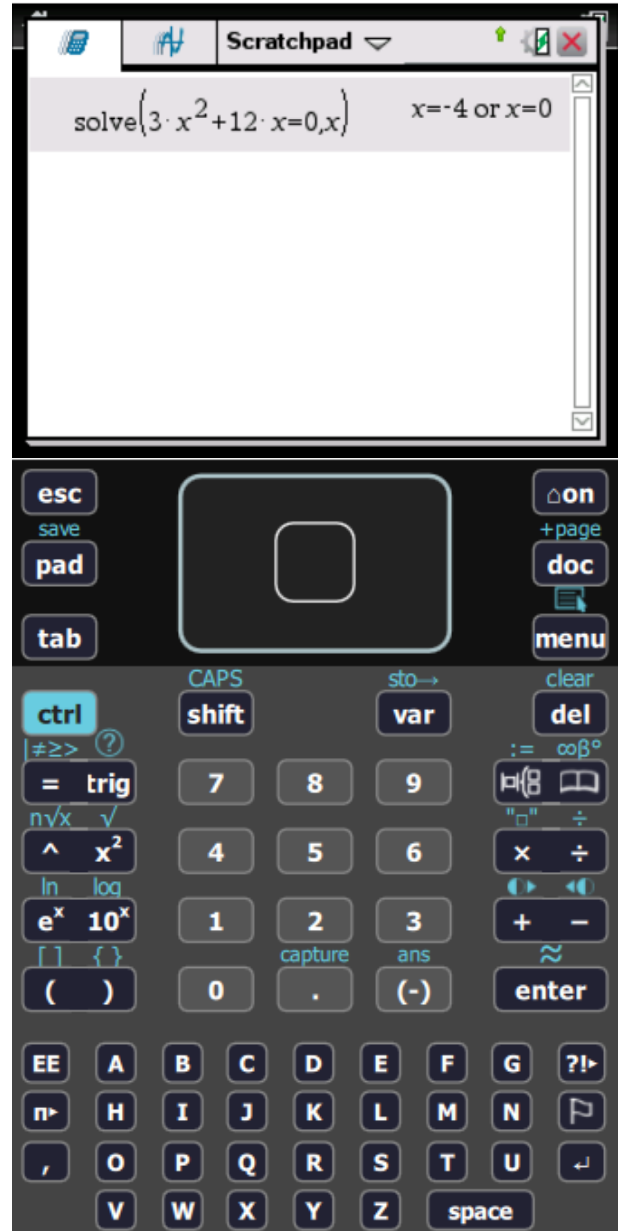 Scratchpad
solve(3·x²+12·x=0,x) x=-4 or x=0
esc ⌂on
save +page
pad doc
tab menu
CAPS sto→ clear
ctrl shift var del
|≠≥> ? := ∞β°
= trig 7 8 9
n√x √ "□" ÷
^ x² 4 5 6 × ÷
ln log
eˣ 10ˣ 1 2 3 + −
[ ] { } capture ans ≈
( ) 0 . (-) enter
EE A B C D E F G ?!▸
π▸ H I J K L M N
, O P Q R S T U ↵
V W X Y Z space